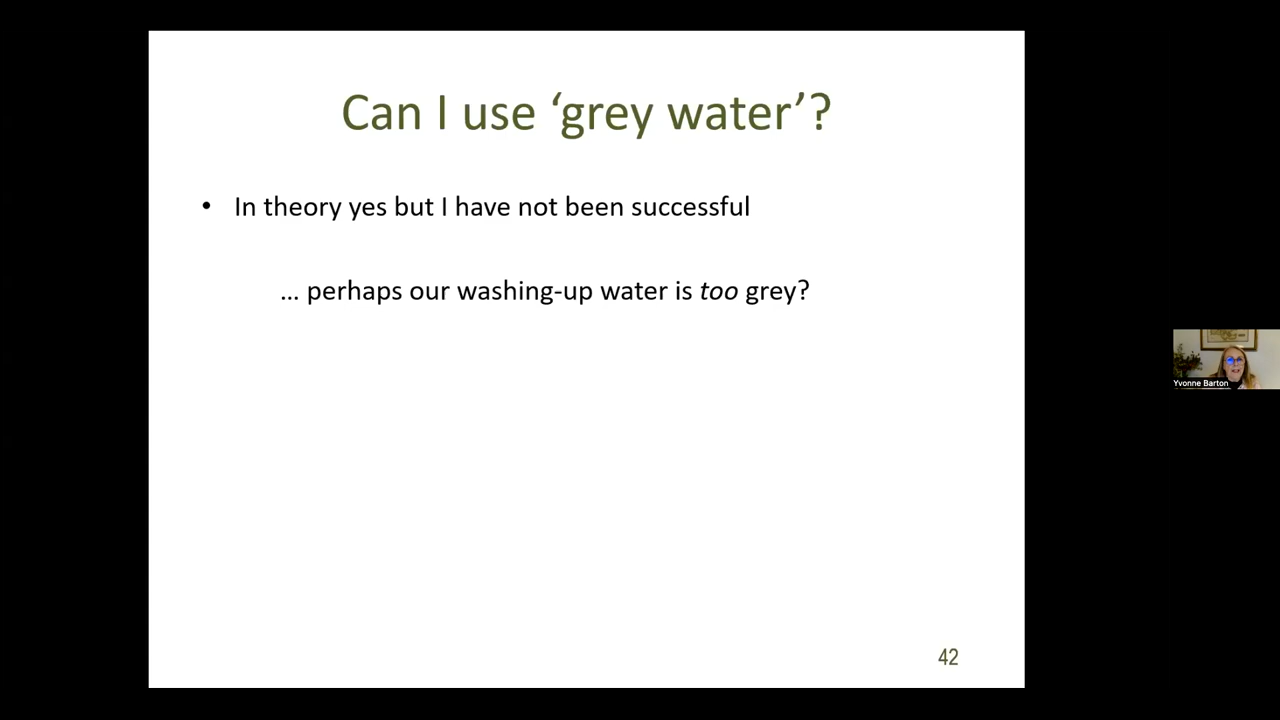 Can I use ‘grey water’?
• In theory yes but I have not been successful
... perhaps our washing-up water is too grey?
Yvonne Barton
42